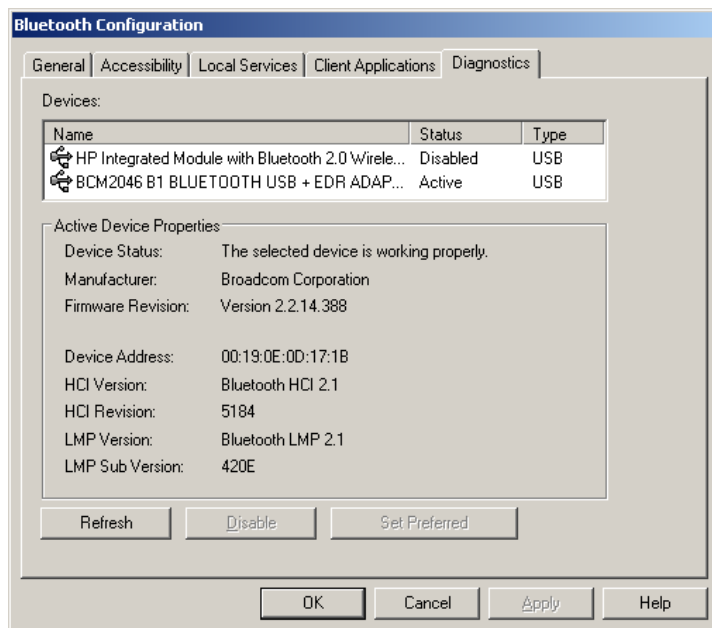 Bluetooth Configuration
General Accessibility Local Services Client Applications Diagnostics
Devices:
Name Status Type
HP Integrated Module with Bluetooth 2.0 Wirele... Disabled USB
BCM2046 B1 BLUETOOTH USB + EDR ADAP... Active USB
Active Device Properties
Device Status: The selected device is working properly.
Manufacturer: Broadcom Corporation
Firmware Revision: Version 2.2.14.388
Device Address: 00:19:0E:0D:17:1B
HCI Version: Bluetooth HCI 2.1
HCI Revision: 5184
LMP Version: Bluetooth LMP 2.1
LMP Sub Version: 420E
Refresh Disable Set Preferred
OK Cancel Apply Help